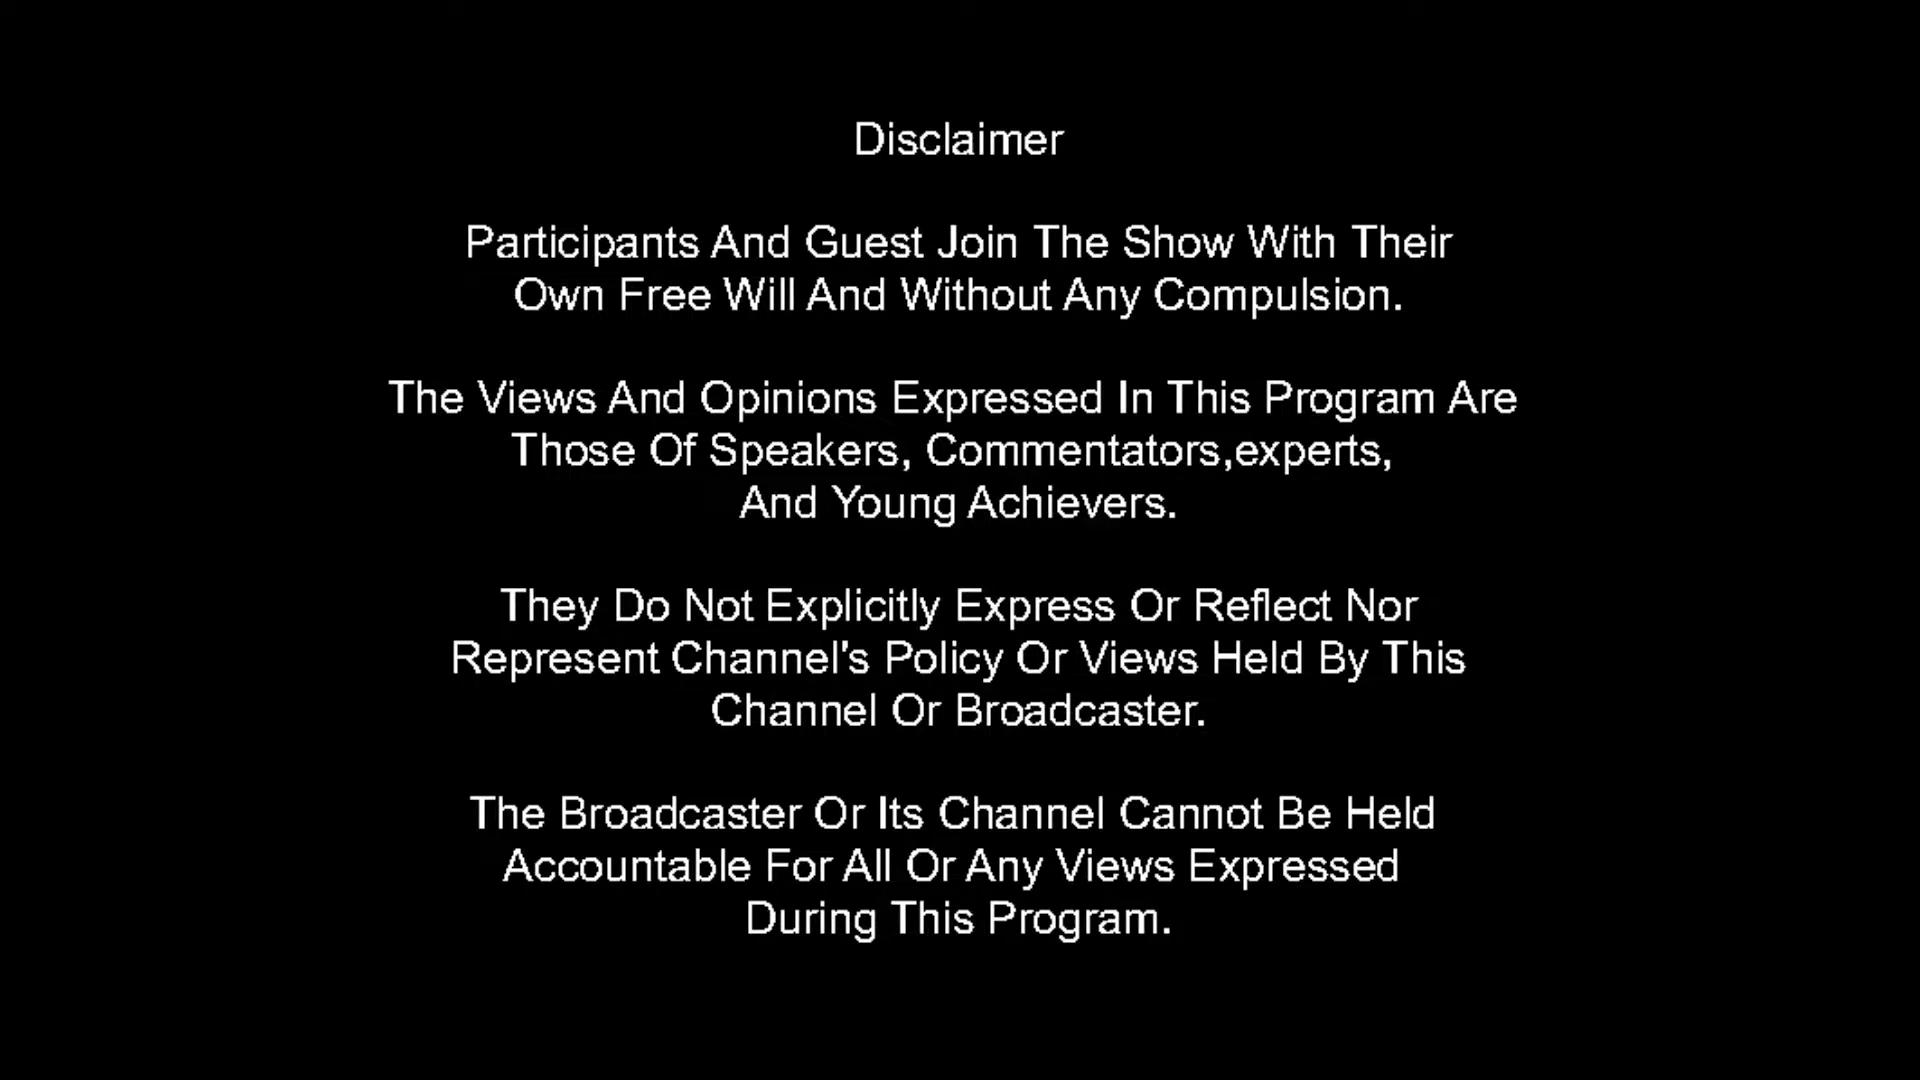 Disclaimer
Participants And Guest Join The Show With Their
Own Free Will And Without Any Compulsion.
The Views And Opinions Expressed In This Program Are
Those Of Speakers, Commentators,experts,
And Young Achievers.
They Do Not Explicitly Express Or Reflect Nor
Represent Channel's Policy Or Views Held By This
Channel Or Broadcaster.
The Broadcaster Or Its Channel Cannot Be Held
Accountable For All Or Any Views Expressed
During This Program.